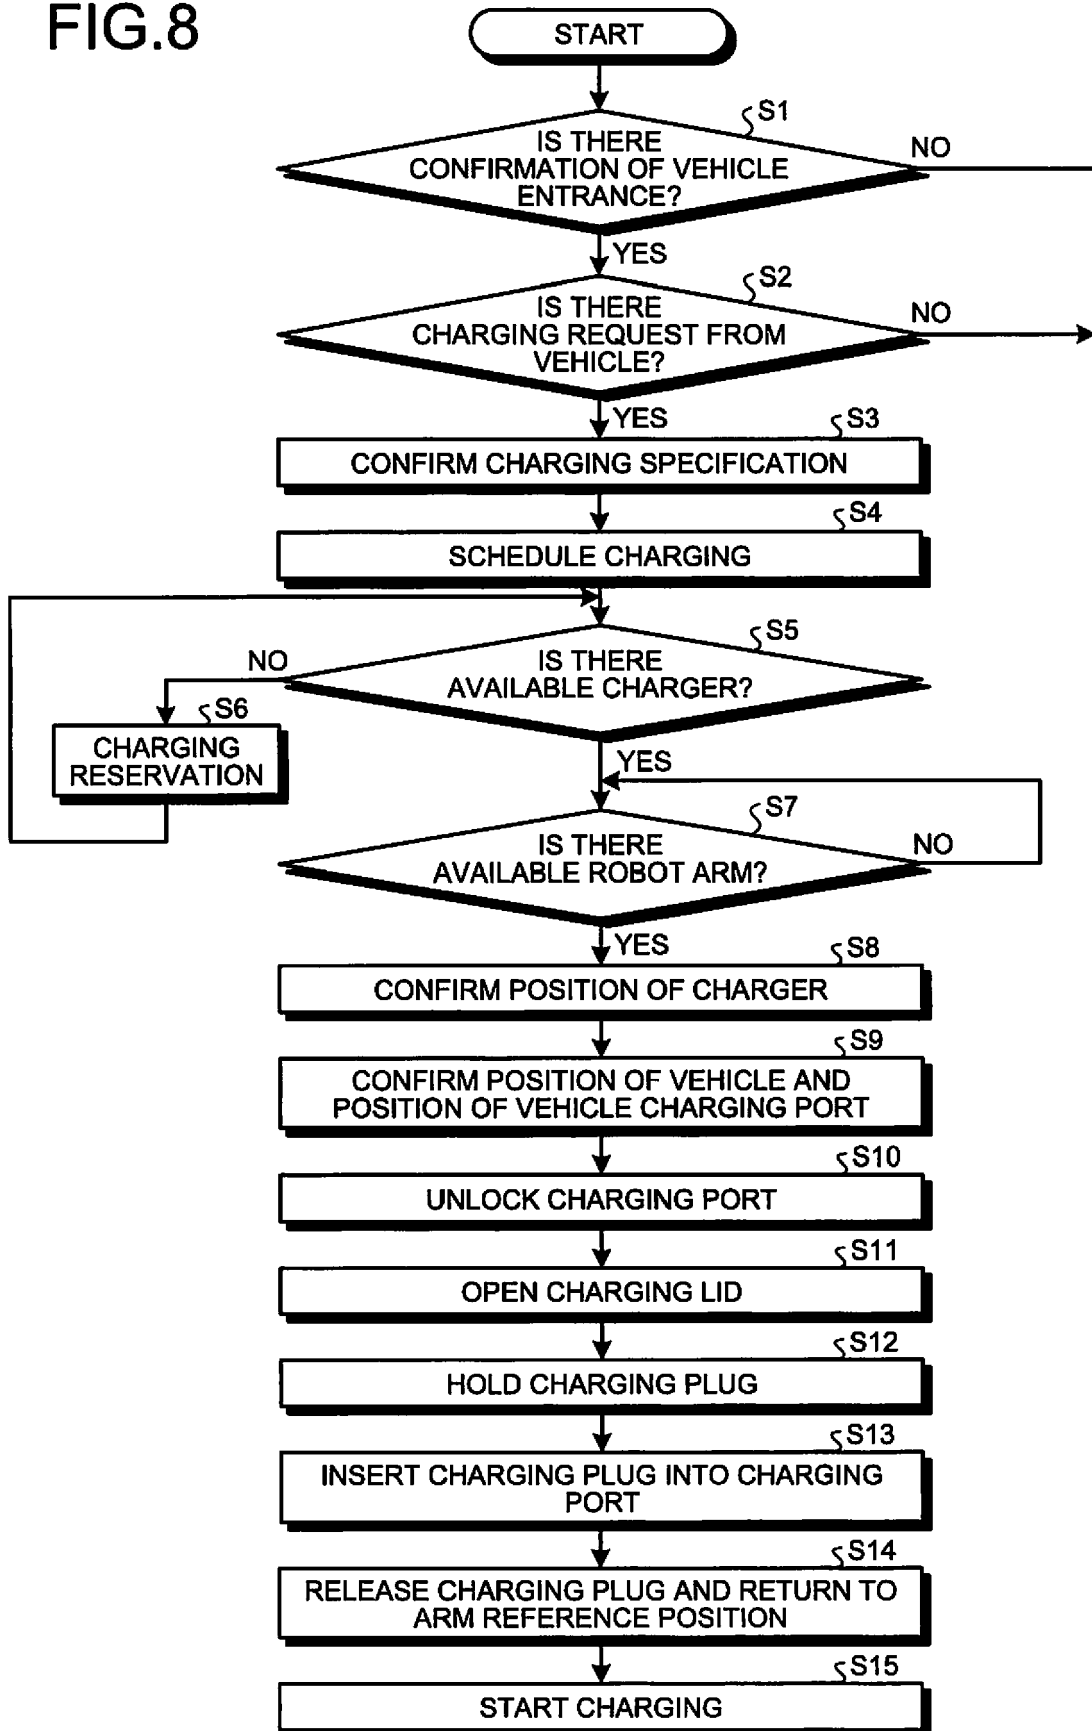 FIG.8
START
S1
IS THERE
CONFIRMATION OF VEHICLE
ENTRANCE?
NO
YES
S2
IS THERE
CHARGING REQUEST FROM
VEHICLE?
NO
YES
S3
CONFIRM CHARGING SPECIFICATION
S4
SCHEDULE CHARGING
S5
IS THERE
AVAILABLE CHARGER?
NO
S6
CHARGING
RESERVATION
YES
S7
IS THERE
AVAILABLE ROBOT ARM?
NO
YES
S8
CONFIRM POSITION OF CHARGER
S9
CONFIRM POSITION OF VEHICLE AND
POSITION OF VEHICLE CHARGING PORT
S10
UNLOCK CHARGING PORT
S11
OPEN CHARGING LID
S12
HOLD CHARGING PLUG
S13
INSERT CHARGING PLUG INTO CHARGING
PORT
S14
RELEASE CHARGING PLUG AND RETURN TO
ARM REFERENCE POSITION
S15
START CHARGING